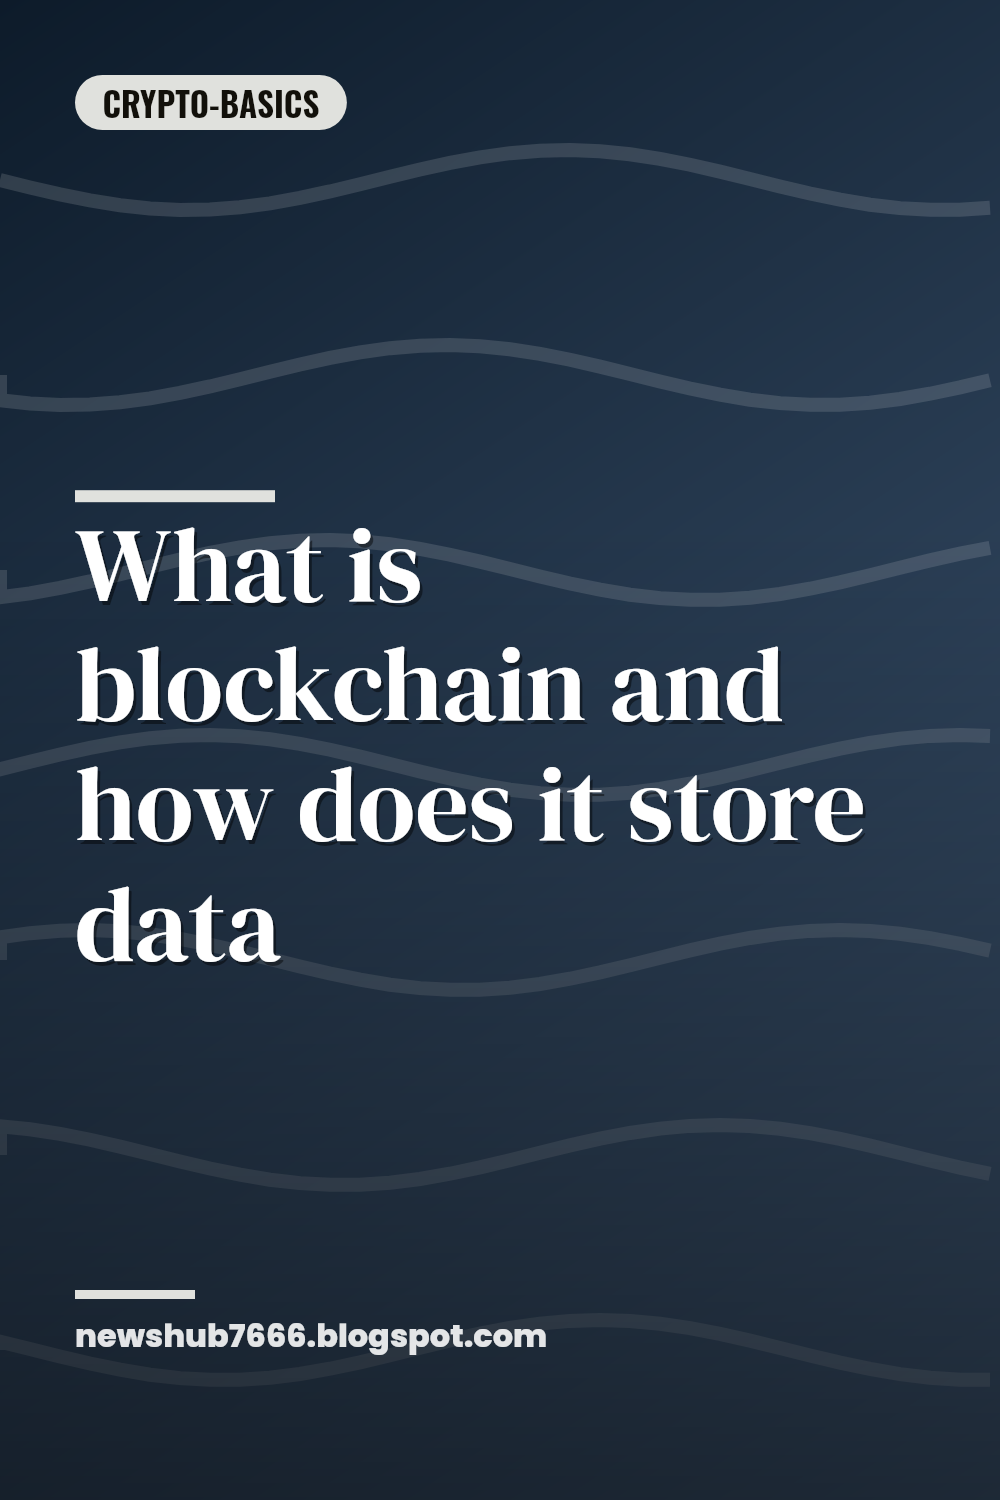 CRYPTO-BASICS
What is
blockchain and
how does it store
data
newshub7666.blogspot.com